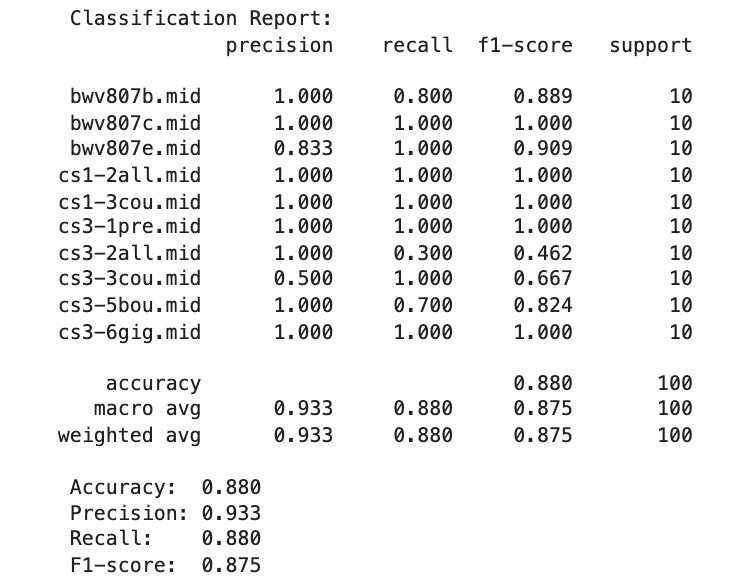 Classification Report:
precision recall f1-score support
bwv807b.mid 1.000 0.800 0.889 10
bwv807c.mid 1.000 1.000 1.000 10
bwv807e.mid 0.833 1.000 0.909 10
cs1-2all.mid 1.000 1.000 1.000 10
cs1-3cou.mid 1.000 1.000 1.000 10
cs3-1pre.mid 1.000 1.000 1.000 10
cs3-2all.mid 1.000 0.300 0.462 10
cs3-3cou.mid 0.500 1.000 0.667 10
cs3-5bou.mid 1.000 0.700 0.824 10
cs3-6gig.mid 1.000 1.000 1.000 10
accuracy 0.880 100
macro avg 0.933 0.880 0.875 100
weighted avg 0.933 0.880 0.875 100
Accuracy: 0.880
Precision: 0.933
Recall: 0.880
F1-score: 0.875